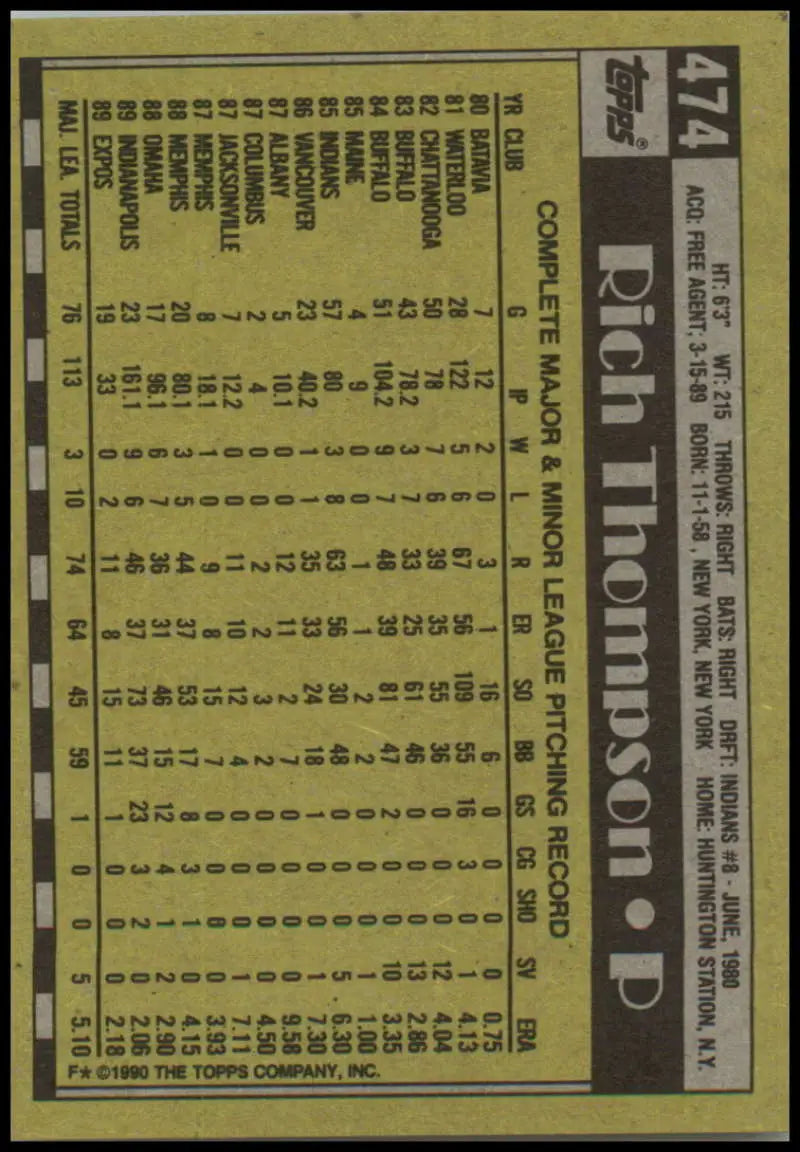 474
HT: 6'3" WT: 215 THROWS: RIGHT BATS: RIGHT DRFT: INDIANS #8 - JUNE, 1980
ACQ: FREE AGENT; 3-15-89 BORN: 11-1-58, NEW YORK, NEW YORK HOME: HUNTINGTON STATION, N.Y.
topps® Rich Thompson • P
COMPLETE MAJOR & MINOR LEAGUE PITCHING RECORD
YR CLUB G IP W L R ER SO BB GS CG SHO SV ERA
80 BATAVIA 7 12 2 0 3 1 16 6 0 0 0 0 0.75
81 WATERLOO 28 122 5 6 67 56 109 55 16 3 0 1 4.13
82 CHATTANOOGA 50 78 7 6 39 35 55 36 0 0 0 12 4.04
83 BUFFALO 43 78.2 3 7 33 25 61 46 0 0 0 13 2.86
84 BUFFALO 51 104.2 9 7 48 39 81 47 2 0 0 10 3.35
85 MAINE 4 9 0 0 1 1 2 2 0 0 0 1 1.00
85 INDIANS 57 80 3 8 63 56 30 48 0 0 0 5 6.30
86 VANCOUVER 23 40.2 1 1 35 33 24 18 1 0 0 1 7.30
87 ALBANY 5 10.1 0 0 12 11 2 7 0 0 0 0 9.58
87 COLUMBUS 2 4 0 0 2 2 3 2 0 0 0 0 4.50
87 JACKSONVILLE 7 12.2 0 0 11 10 12 4 0 0 0 1 7.11
87 MEMPHIS 8 18.1 1 0 9 8 15 7 0 0 0 0 3.93
88 MEMPHIS 20 80.1 3 5 44 37 53 17 8 3 1 0 4.15
88 OMAHA 17 96.1 6 7 36 31 46 15 12 4 1 2 2.90
89 INDIANAPOLIS 23 161.1 9 6 46 37 73 37 23 3 2 0 2.06
89 EXPOS 19 33 0 2 11 8 15 11 1 0 0 0 2.18
MAJ. LEA. TOTALS 76 113 3 10 74 64 45 59 1 0 0 5 5.10
F★ ©1990 THE TOPPS COMPANY, INC.